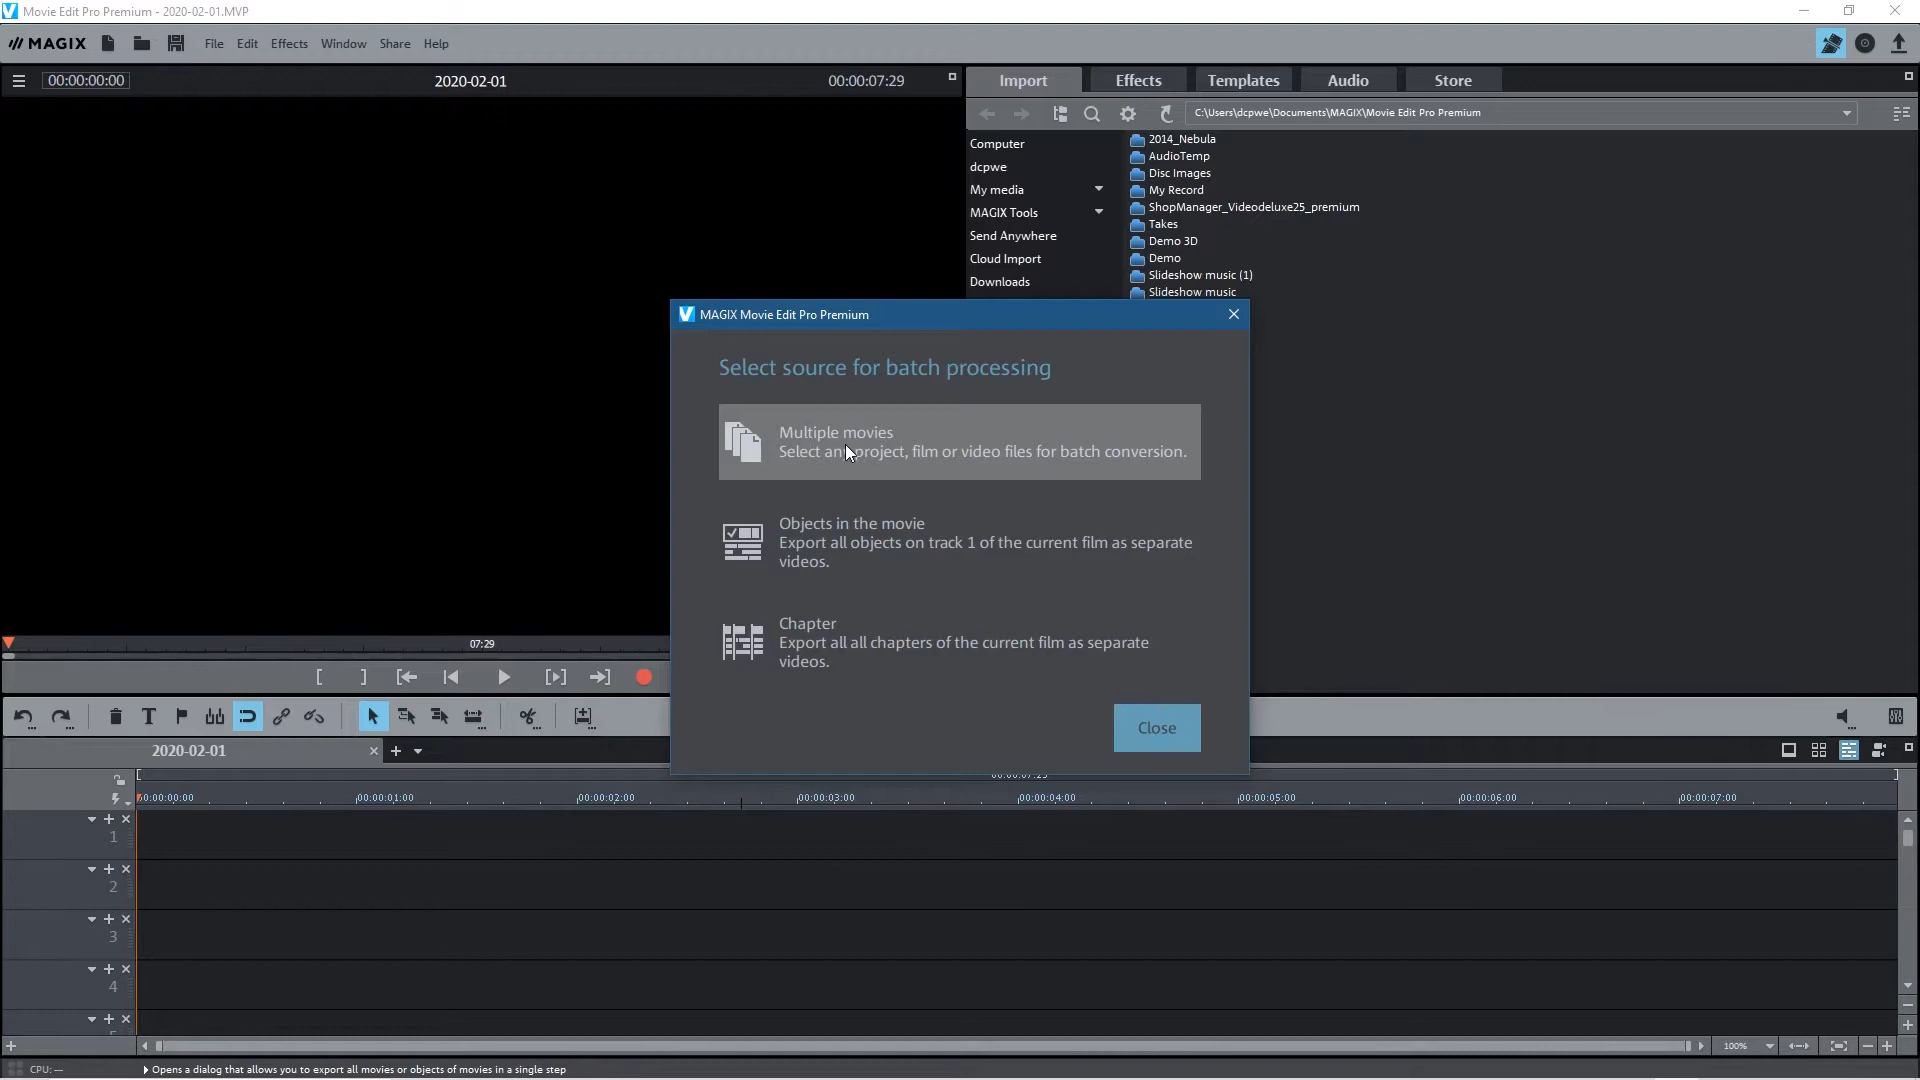 Movie Edit Pro Premium - 2020-02-01.MVP
MAGIX File Edit Effects Window Share Help
00:00:00:00 2020-02-01 00:00:07:29
Import Effects Templates Audio Store
C:\Users\dcpwe\Documents\MAGIX\Movie Edit Pro Premium
Computer
dcpwe
My media
MAGIX Tools
Send Anywhere
Cloud Import
Downloads
2014_Nebula
AudioTemp
Disc Images
My Record
ShopManager_Videodeluxe25_premium
Takes
Demo 3D
Demo
Slideshow music (1)
Slideshow music
MAGIX Movie Edit Pro Premium
Select source for batch processing
Multiple movies
Select any project, film or video files for batch conversion.
Objects in the movie
Export all objects on track 1 of the current film as separate
videos.
Chapter
Export all all chapters of the current film as separate
videos.
Close
07:29
2020-02-01
00:00:00:00 00:00:01:00 00:00:02:00 00:00:03:00 00:00:04:00 00:00:05:00 00:00:06:00 00:00:07:00
1
2
3
4
100%
CPU: —
Opens a dialog that allows you to export all movies or objects of movies in a single step